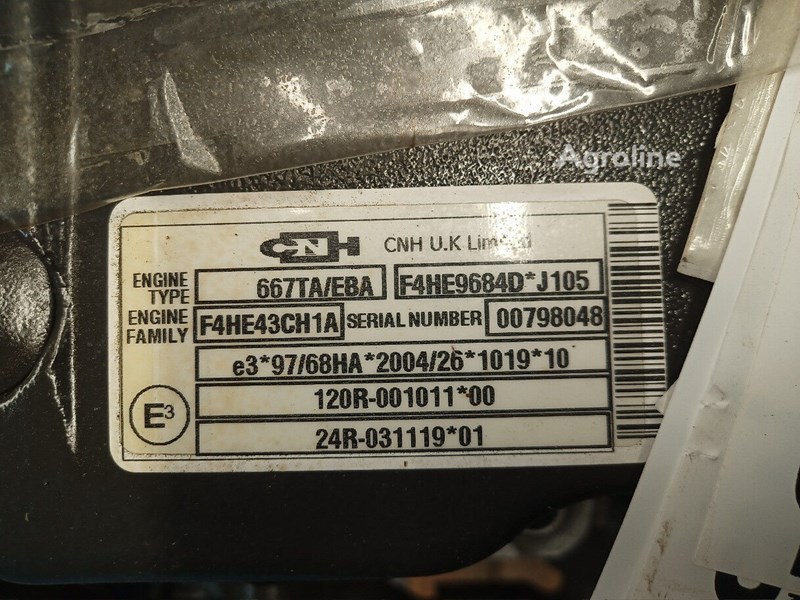 Agroline
CNH CNH U.K Limited
ENGINE TYPE 667TA/EBA F4HE9684D*J105
ENGINE FAMILY F4HE43CH1A SERIAL NUMBER 00798048
e3*97/68HA*2004/26*1019*10
E3 120R-001011*00
24R-031119*01